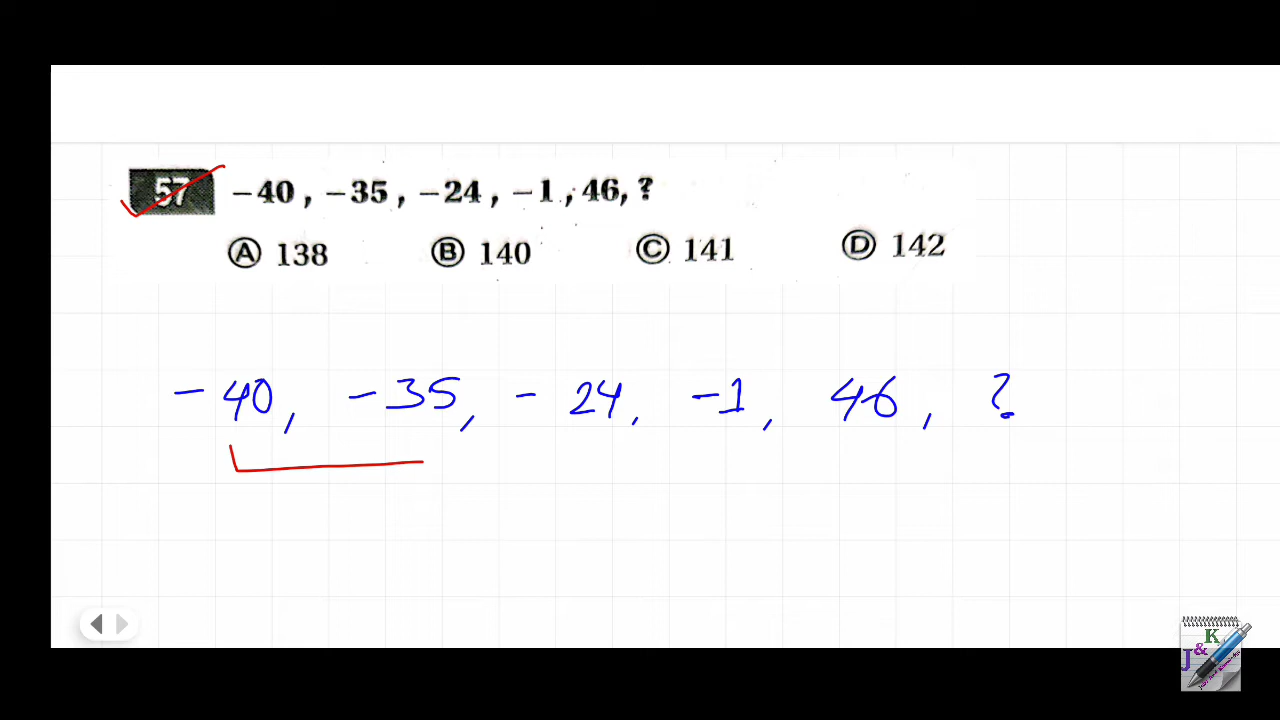 57 −40 , −35 , −24 , −1 , 46, ?
Ⓐ 138 Ⓑ 140 Ⓒ 141 Ⓓ 142
− 40, − 35, − 24, −1, 46, ?
J & K